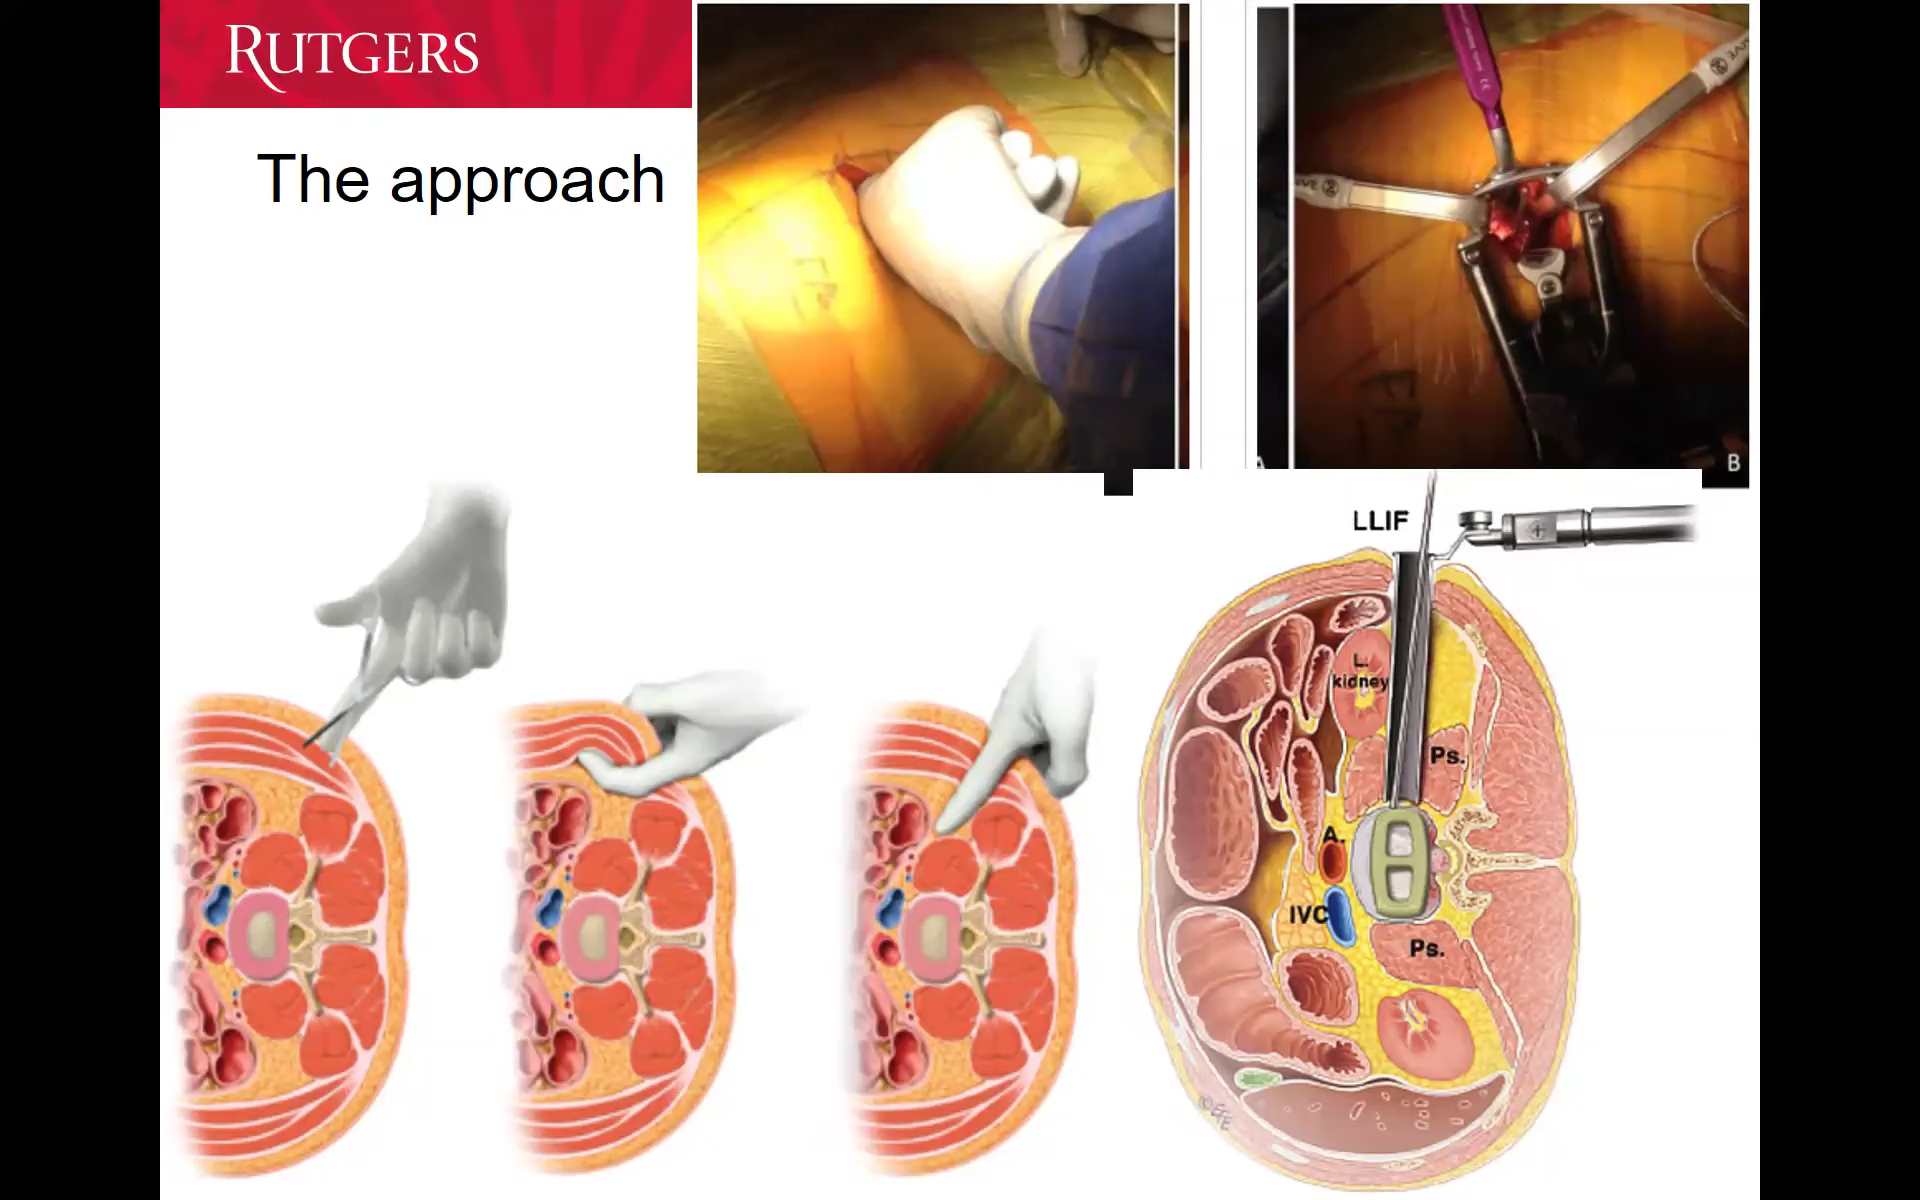 RUTGERS
The approach
B
LLIF
L.
kidney
Ps.
A.
IVC
Ps.